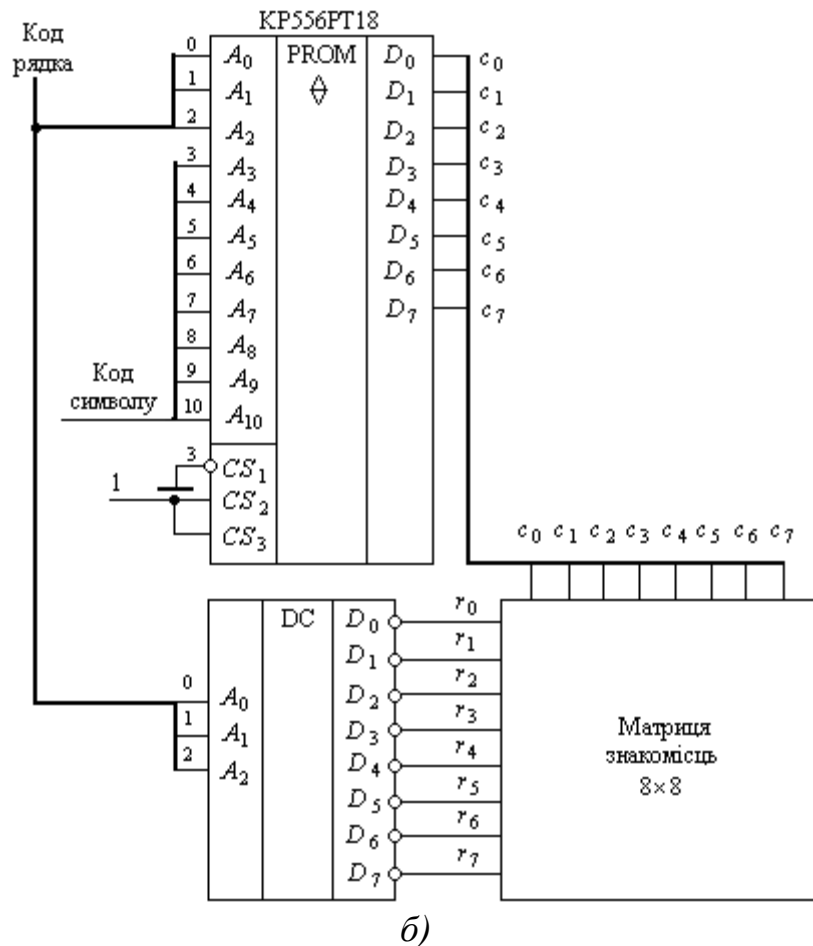 КР556РТ18
Код
рядка
0 A0 PROM D0 c0
1 A1 D1 c1
2 A2 D2 c2
3 A3 D3 c3
4 A4 D4 c4
5 A5 D5 c5
6 A6 D6 c6
7 A7 D7 c7
8 A8
9 A9
Код
символу
10 A10
3 CS1
1 CS2
CS3
c0 c1 c2 c3 c4 c5 c6 c7
DC D0 r0
D1 r1
0 A0 D2 r2
1 A1 D3 r3
2 A2 D4 r4
D5 r5
D6 r6
D7 r7
Матриця
знакомісць
8×8
б)